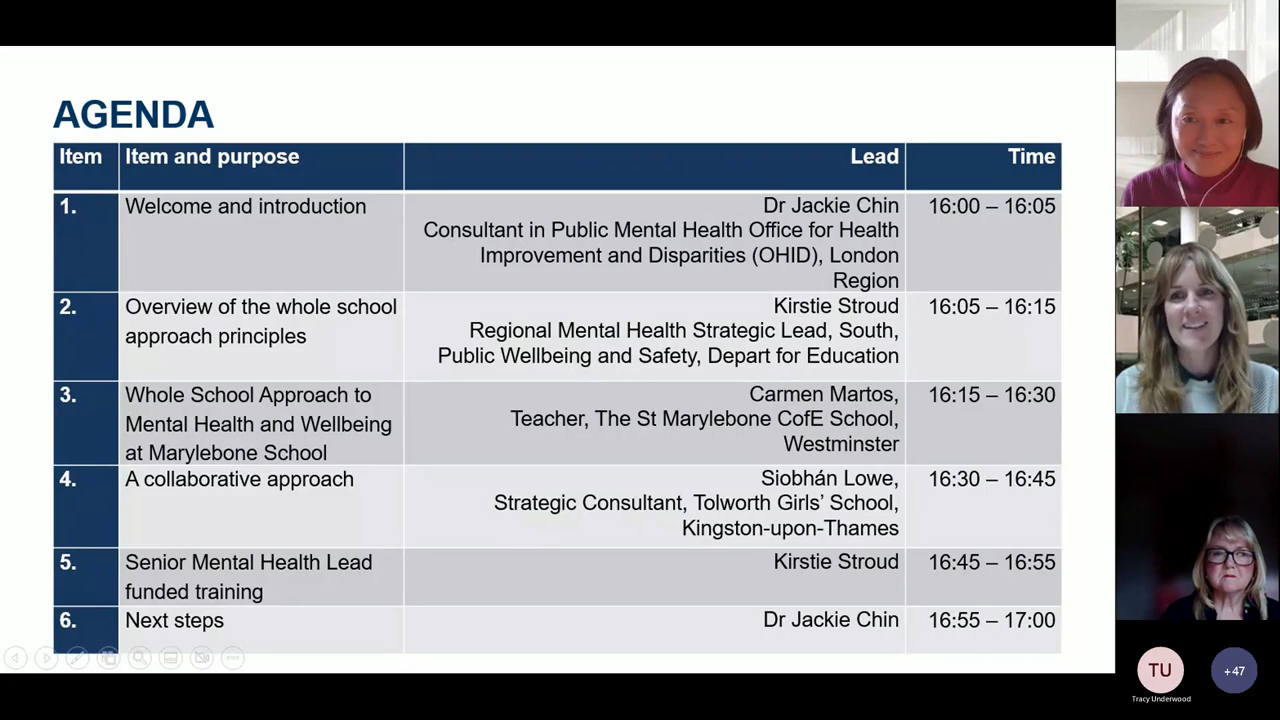 AGENDA
Item
Item and purpose
Lead
Time
1.
Welcome and introduction
Dr Jackie Chin
Consultant in Public Mental Health Office for Health
Improvement and Disparities (OHID), London
Region
16:00 – 16:05
2.
Overview of the whole school
approach principles
Kirstie Stroud
Regional Mental Health Strategic Lead, South,
Public Wellbeing and Safety, Depart for Education
16:05 – 16:15
3.
Whole School Approach to
Mental Health and Wellbeing
at Marylebone School
Carmen Martos,
Teacher, The St Marylebone CofE School,
Westminster
16:15 – 16:30
4.
A collaborative approach
Siobhán Lowe,
Strategic Consultant, Tolworth Girls’ School,
Kingston-upon-Thames
16:30 – 16:45
5.
Senior Mental Health Lead
funded training
Kirstie Stroud
16:45 – 16:55
6.
Next steps
Dr Jackie Chin
16:55 – 17:00
TU
Tracy Underwood
+47